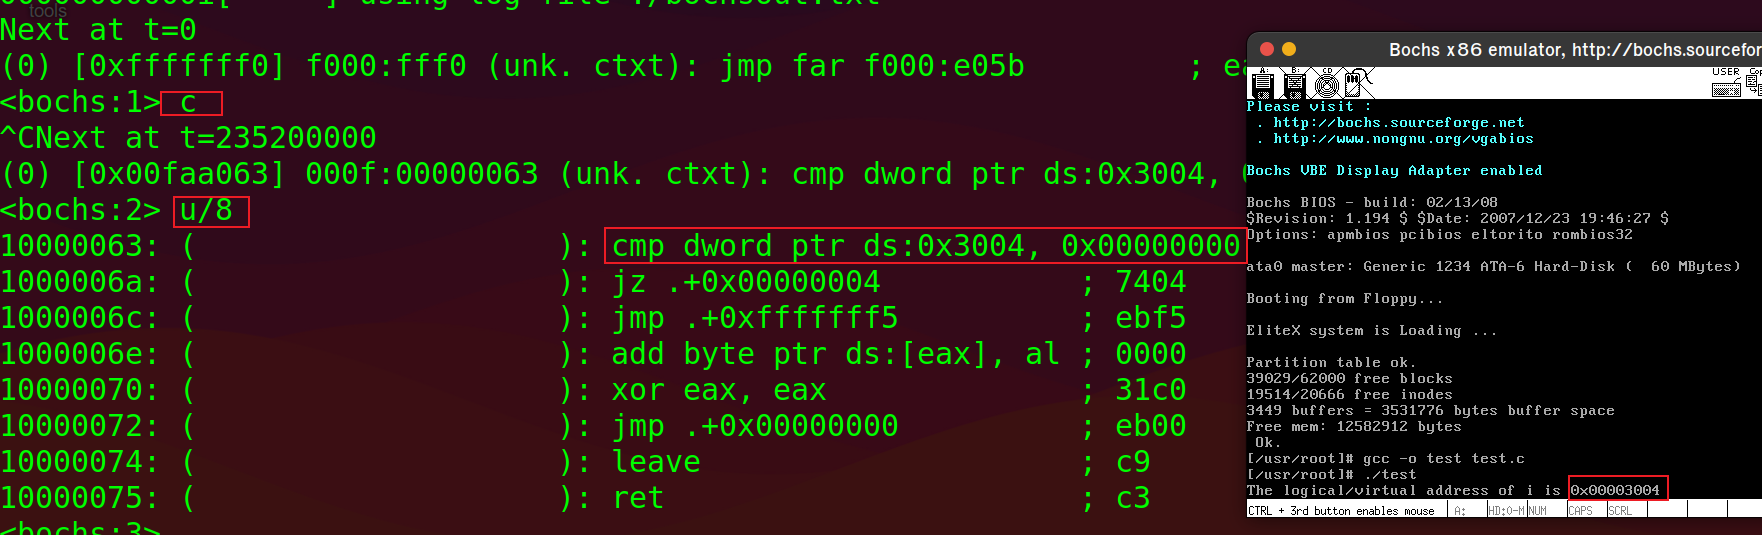 tools
using log file ./bochsout.txt
Next at t=0
(0) [0xfffffff0] f000:fff0 (unk. ctxt): jmp far f000:e05b ; ea
<bochs:1> c
^CNext at t=235200000
(0) [0x00faa063] 000f:00000063 (unk. ctxt): cmp dword ptr ds:0x3004,
<bochs:2> u/8
10000063: ( ): cmp dword ptr ds:0x3004, 0x00000000
1000006a: ( ): jz .+0x00000004 ; 7404
1000006c: ( ): jmp .+0xfffffff5 ; ebf5
1000006e: ( ): add byte ptr ds:[eax], al ; 0000
10000070: ( ): xor eax, eax ; 31c0
10000072: ( ): jmp .+0x00000000 ; eb00
10000074: ( ): leave ; c9
10000075: ( ): ret ; c3
<bochs:3>
Bochs x86 emulator, http://bochs.sourcefor
A: B: CD USER Cop
Please visit :
. http://bochs.sourceforge.net
. http://www.nongnu.org/vgabios
Bochs VBE Display Adapter enabled
Bochs BIOS - build: 02/13/08
$Revision: 1.194 $ $Date: 2007/12/23 19:46:27 $
Options: apmbios pcibios eltorito rombios32
ata0 master: Generic 1234 ATA-6 Hard-Disk ( 60 MBytes)
Booting from Floppy...
EliteX system is Loading ...
Partition table ok.
39029/62000 free blocks
19514/20666 free inodes
3449 buffers = 3531776 bytes buffer space
Free mem: 12582912 bytes
Ok.
[/usr/root]# gcc -o test test.c
[/usr/root]# ./test
The logical/virtual address of i is 0x00003004
CTRL + 3rd button enables mouse A: HD:0-M NUM CAPS SCRL